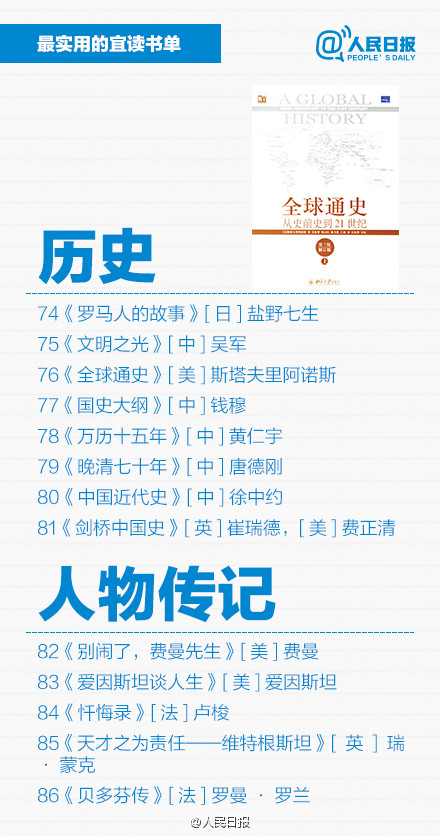 最实用的宜读书单
@人民日报
PEOPLE'S DAILY
A GLOBAL
HISTORY
全球通史
从史前史到21世纪
上
历史
74《罗马人的故事》[日]盐野七生
75《文明之光》[中]吴军
76《全球通史》[美]斯塔夫里阿诺斯
77《国史大纲》[中]钱穆
78《万历十五年》[中]黄仁宇
79《晚清七十年》[中]唐德刚
80《中国近代史》[中]徐中约
81《剑桥中国史》[英]崔瑞德，[美]费正清
人物传记
82《别闹了，费曼先生》[美]费曼
83《爱因斯坦谈人生》[美]爱因斯坦
84《忏悔录》[法]卢梭
85《天才之为责任——维特根斯坦》[英]瑞
·蒙克
86《贝多芬传》[法]罗曼·罗兰
@人民日报